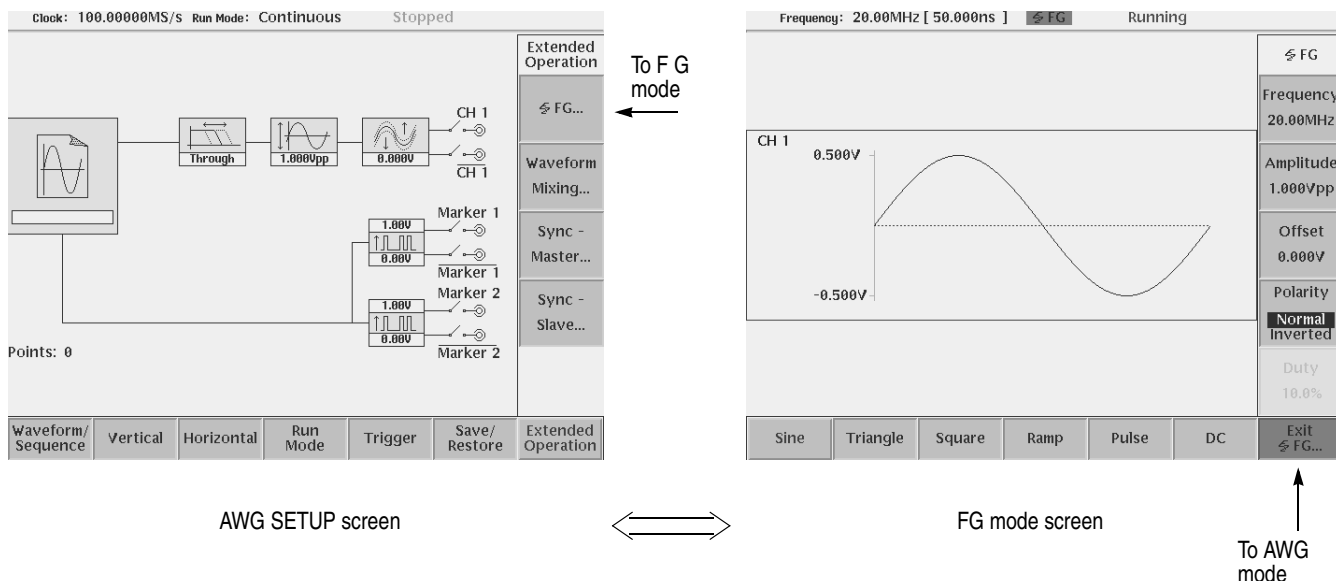 Clock: 100.00000MS/s Run Mode: Continuous Stopped
Extended
Operation
FG...
Waveform
Mixing...
Sync -
Master...
Sync -
Slave...
CH 1
CH 1
Through
1.000Vpp
0.000V
Marker 1
1.00V
0.00V
Marker 1
Marker 2
1.00V
0.00V
Marker 2
Points: 0
Waveform/
Sequence
Vertical
Horizontal
Run
Mode
Trigger
Save/
Restore
Extended
Operation
To F G
mode
Frequency: 20.00MHz [ 50.000ns ] FG Running
CH 1
0.500V
-0.500V
FG
Frequency
20.00MHz
Amplitude
1.000Vpp
Offset
0.000V
Polarity
Normal
Inverted
Duty
10.0%
Sine
Triangle
Square
Ramp
Pulse
DC
Exit
FG...
AWG SETUP screen
FG mode screen
To AWG
mode